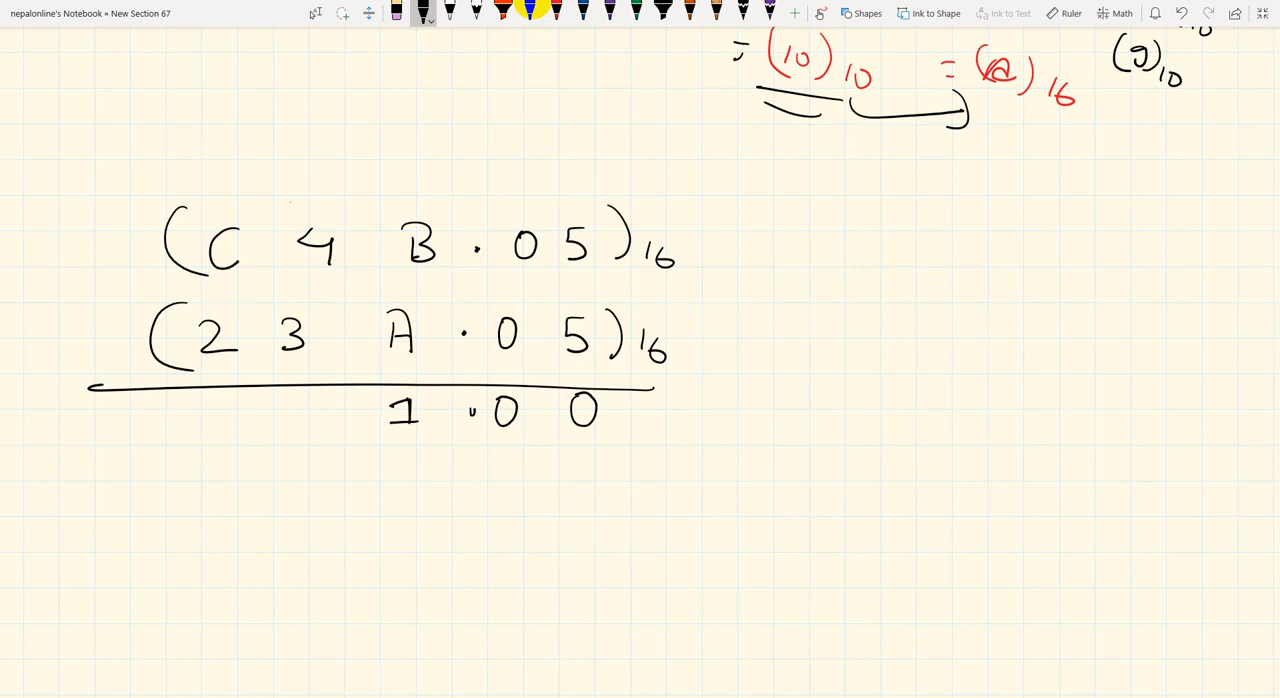 nepalonline's Notebook » New Section 67
Shapes Ink to Shape Ink to Text Ruler Math
= (10)10 = (a)16 (9)10
(C 4 B . 0 5)16
(2 3 A . 0 5)16
1 . 0 0